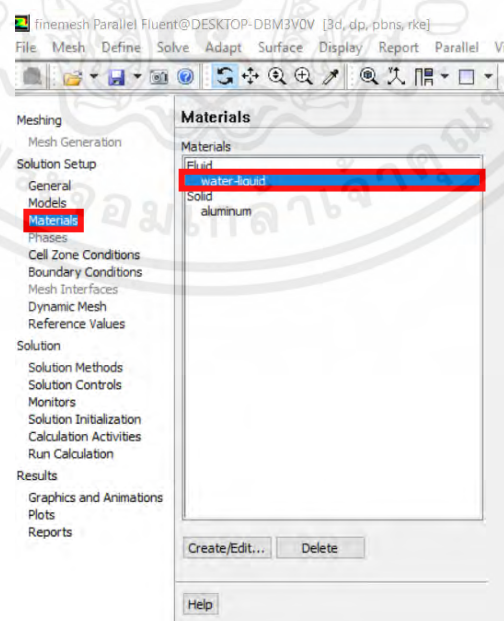 finemesh Parallel Fluent@DESKTOP-DBM3V0V [3d, dp, pbns, rke]
File Mesh Define Solve Adapt Surface Display Report Parallel
Meshing
Mesh Generation
Solution Setup
General
Models
Materials
Phases
Cell Zone Conditions
Boundary Conditions
Mesh Interfaces
Dynamic Mesh
Reference Values
Solution
Solution Methods
Solution Controls
Monitors
Solution Initialization
Calculation Activities
Run Calculation
Results
Graphics and Animations
Plots
Reports
Materials
Materials
Fluid
water-liquid
Solid
aluminum
Create/Edit... Delete
Help